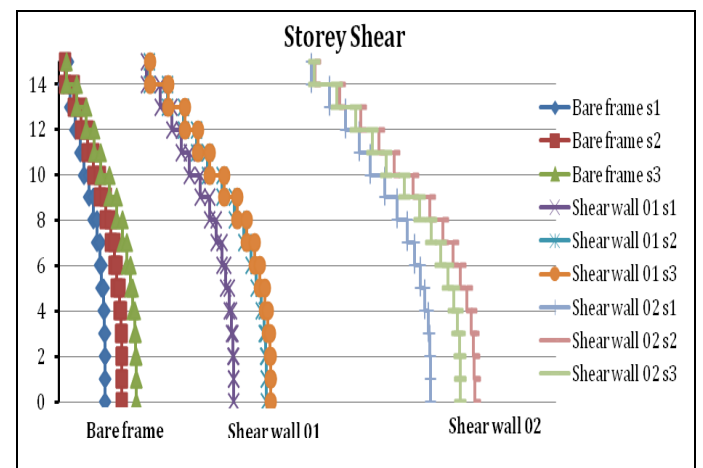 Storey Shear
14
12
10
8
6
4
2
0
Bare frame
Shear wall 01
Shear wall 02
Bare frame s1
Bare frame s2
Bare frame s3
Shear wall 01 s1
Shear wall 01 s2
Shear wall 01 s3
Shear wall 02 s1
Shear wall 02 s2
Shear wall 02 s3